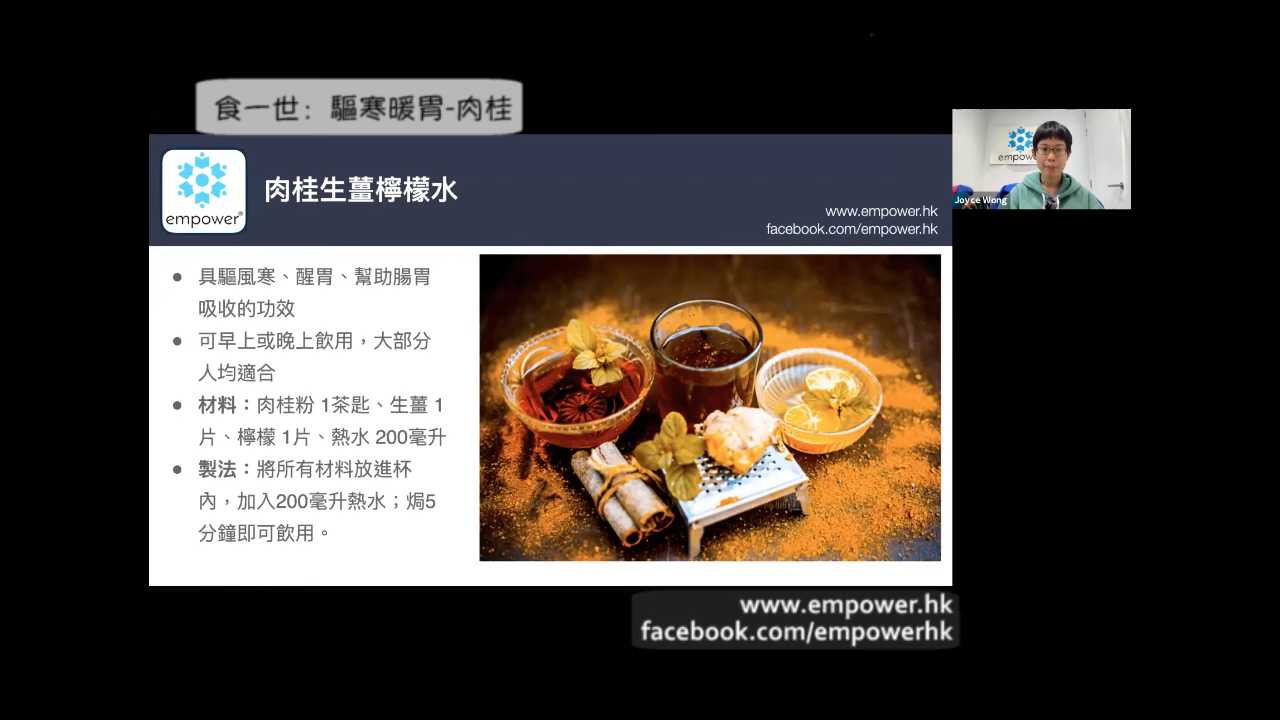 食一世：驅寒暖胃-肉桂
empower®
肉桂生薑檸檬水
www.empower.hk
facebook.com/empower.hk
empower
Joyce Wong
● 具驅風寒、醒胃、幫助腸胃
吸收的功效
● 可早上或晚上飲用，大部分
人均適合
● 材料：肉桂粉 1茶匙、生薑 1
片、檸檬 1片、熱水 200毫升
● 製法：將所有材料放進杯
內，加入200毫升熱水；焗5
分鐘即可飲用。
www.empower.hk
facebook.com/empowerhk